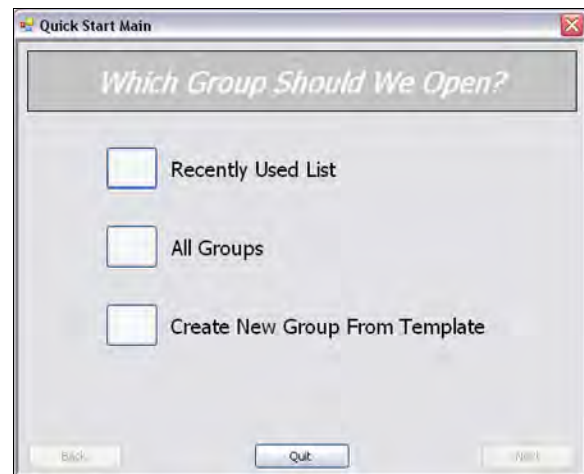 Quick Start Main
Which Group Should We Open?
Recently Used List
All Groups
Create New Group From Template
Back
Quit
Next